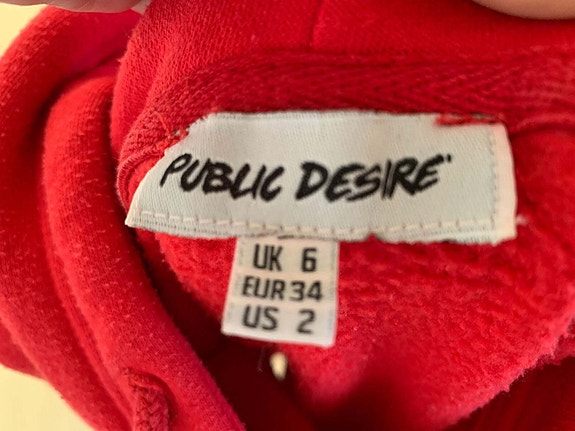 PUBLIC DESIRE
UK 6
EUR 34
US 2